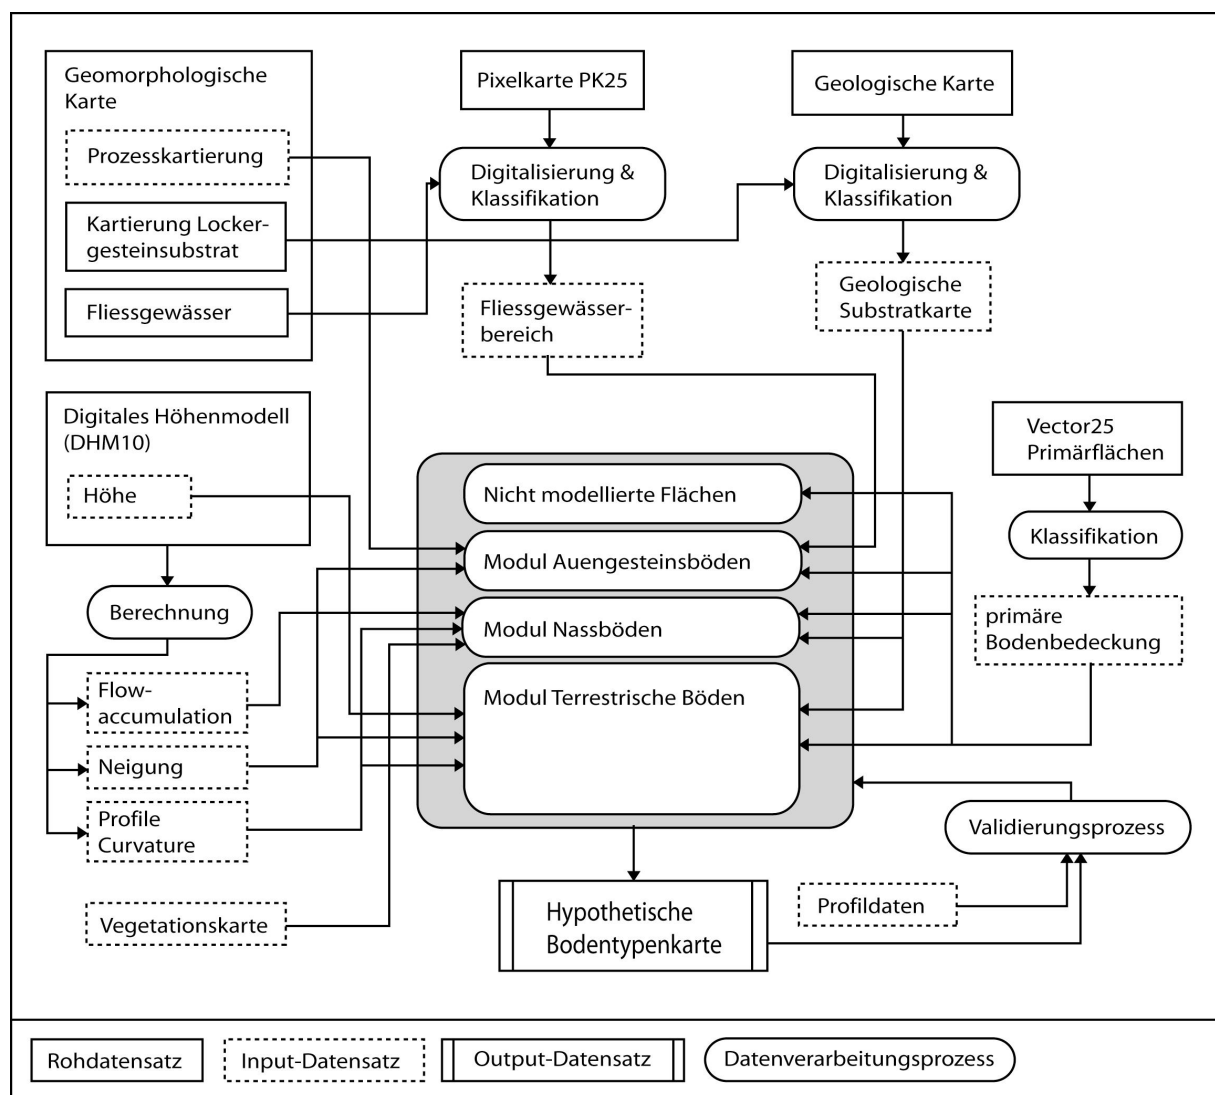 Geomorphologische
Karte
Prozesskartierung
Kartierung Locker-
gesteinsubstrat
Fliessgewässer
Pixelkarte PK25
Digitalisierung &
Klassifikation
Fliessgewässer-
bereich
Geologische Karte
Digitalisierung &
Klassifikation
Geologische
Substratkarte
Digitales Höhenmodell
(DHM10)
Höhe
Berechnung
Flow-
accumulation
Neigung
Profile
Curvature
Vegetationskarte
Nicht modellierte Flächen
Modul Auengesteinsböden
Modul Nassböden
Modul Terrestrische Böden
Vector25
Primärflächen
Klassifikation
primäre
Bodenbedeckung
Validierungsprozess
Profildaten
Hypothetische
Bodentypenkarte
Rohdatensatz
Input-Datensatz
Output-Datensatz
Datenverarbeitungsprozess